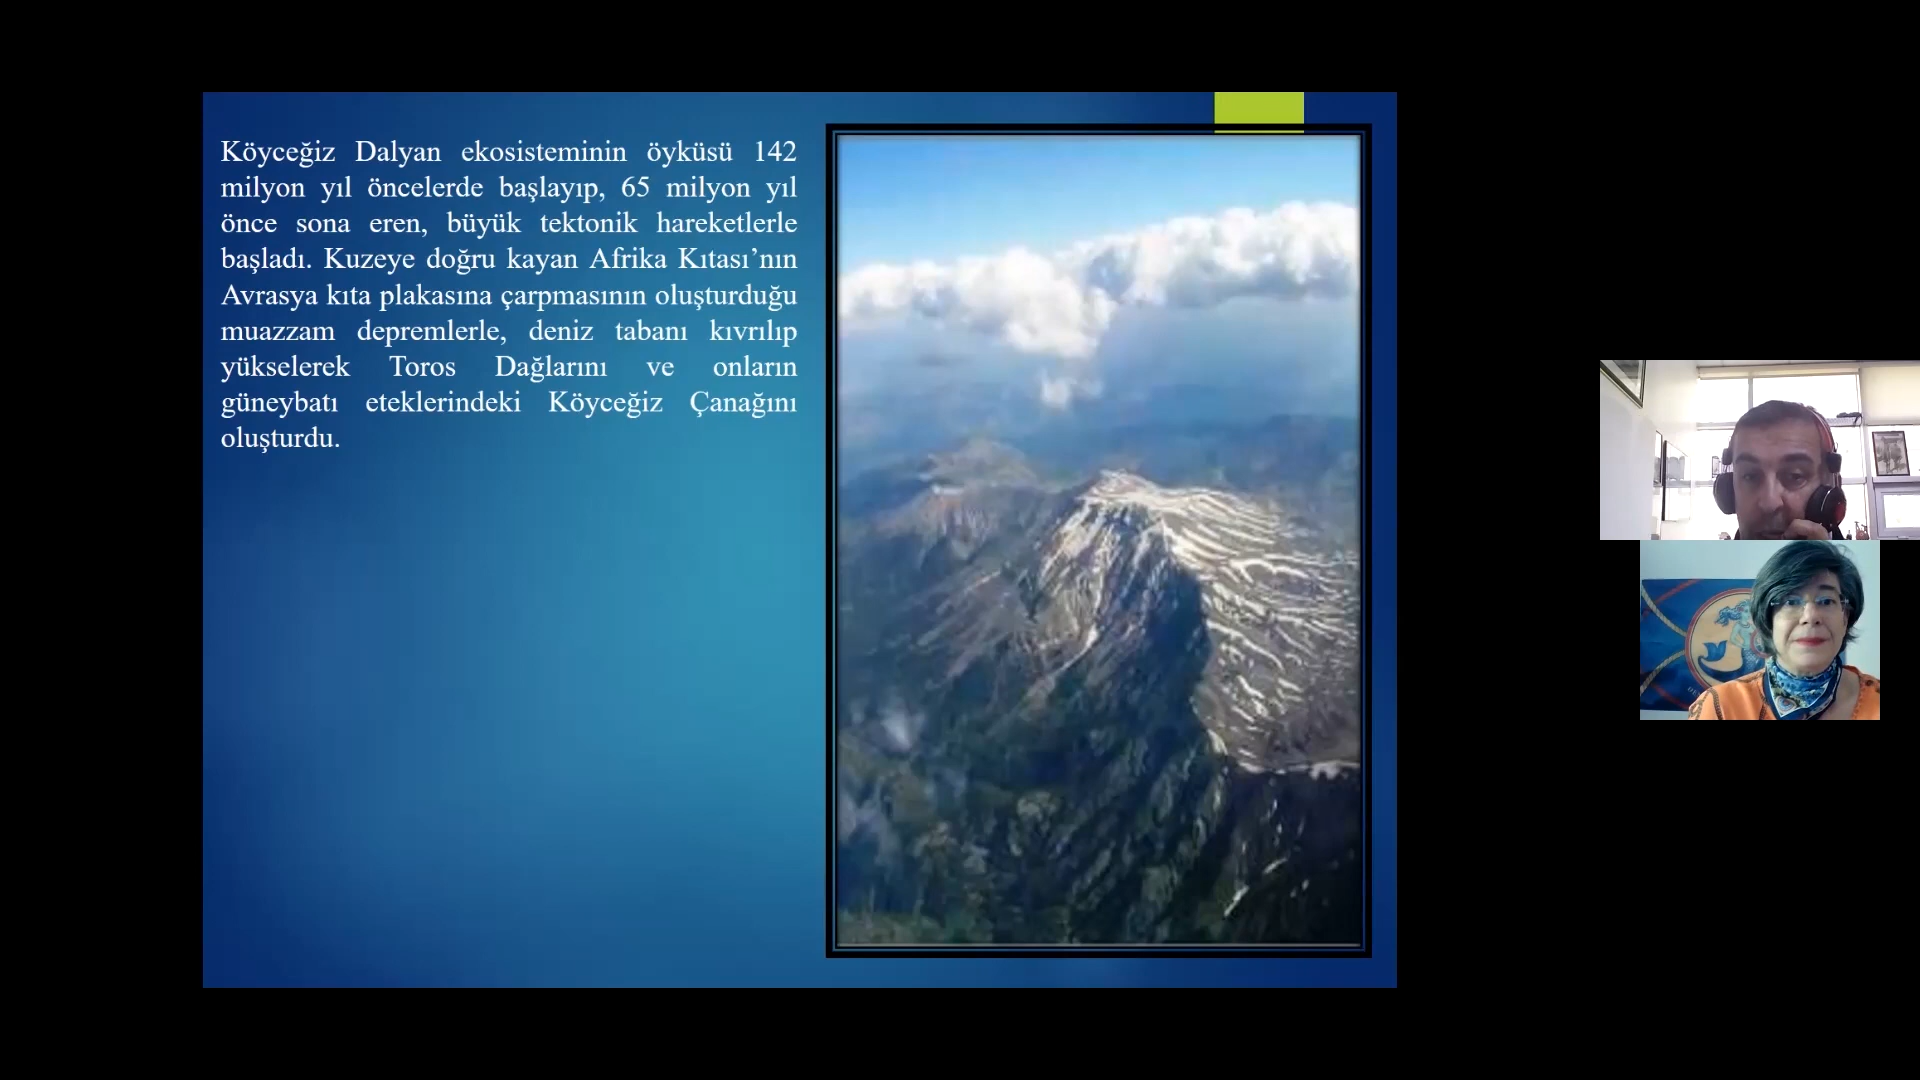 Köyceğiz Dalyan ekosisteminin öyküsü 142
milyon yıl öncelerde başlayıp, 65 milyon yıl
önce sona eren, büyük tektonik hareketlerle
başladı. Kuzeye doğru kayan Afrika Kıtası’nın
Avrasya kıta plakasına çarpmasının oluşturduğu
muazzam depremlerle, deniz tabanı kıvrılıp
yükselerek Toros Dağlarını ve onların
güneybatı eteklerindeki Köyceğiz Çanağını
oluşturdu.